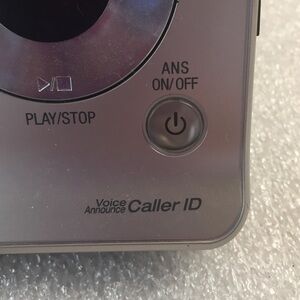 ANS
ON/OFF
PLAY/STOP
Voice
Announce Caller ID